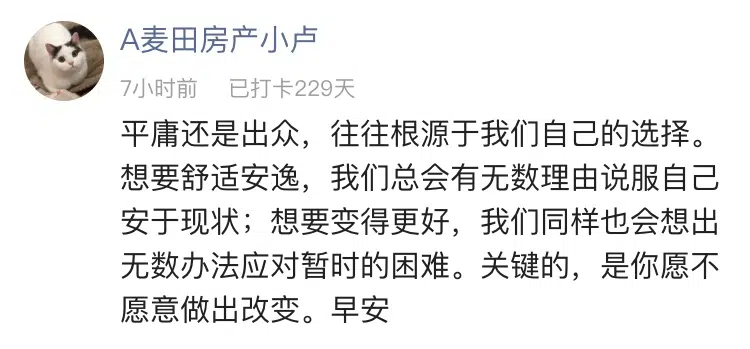 A麦田房产小卢
7小时前 已打卡229天
平庸还是出众，往往根源于我们自己的选择。
想要舒适安逸，我们总会有无数理由说服自己
安于现状；想要变得更好，我们同样也会想出
无数办法应对暂时的困难。关键的，是你愿不
愿意做出改变。早安